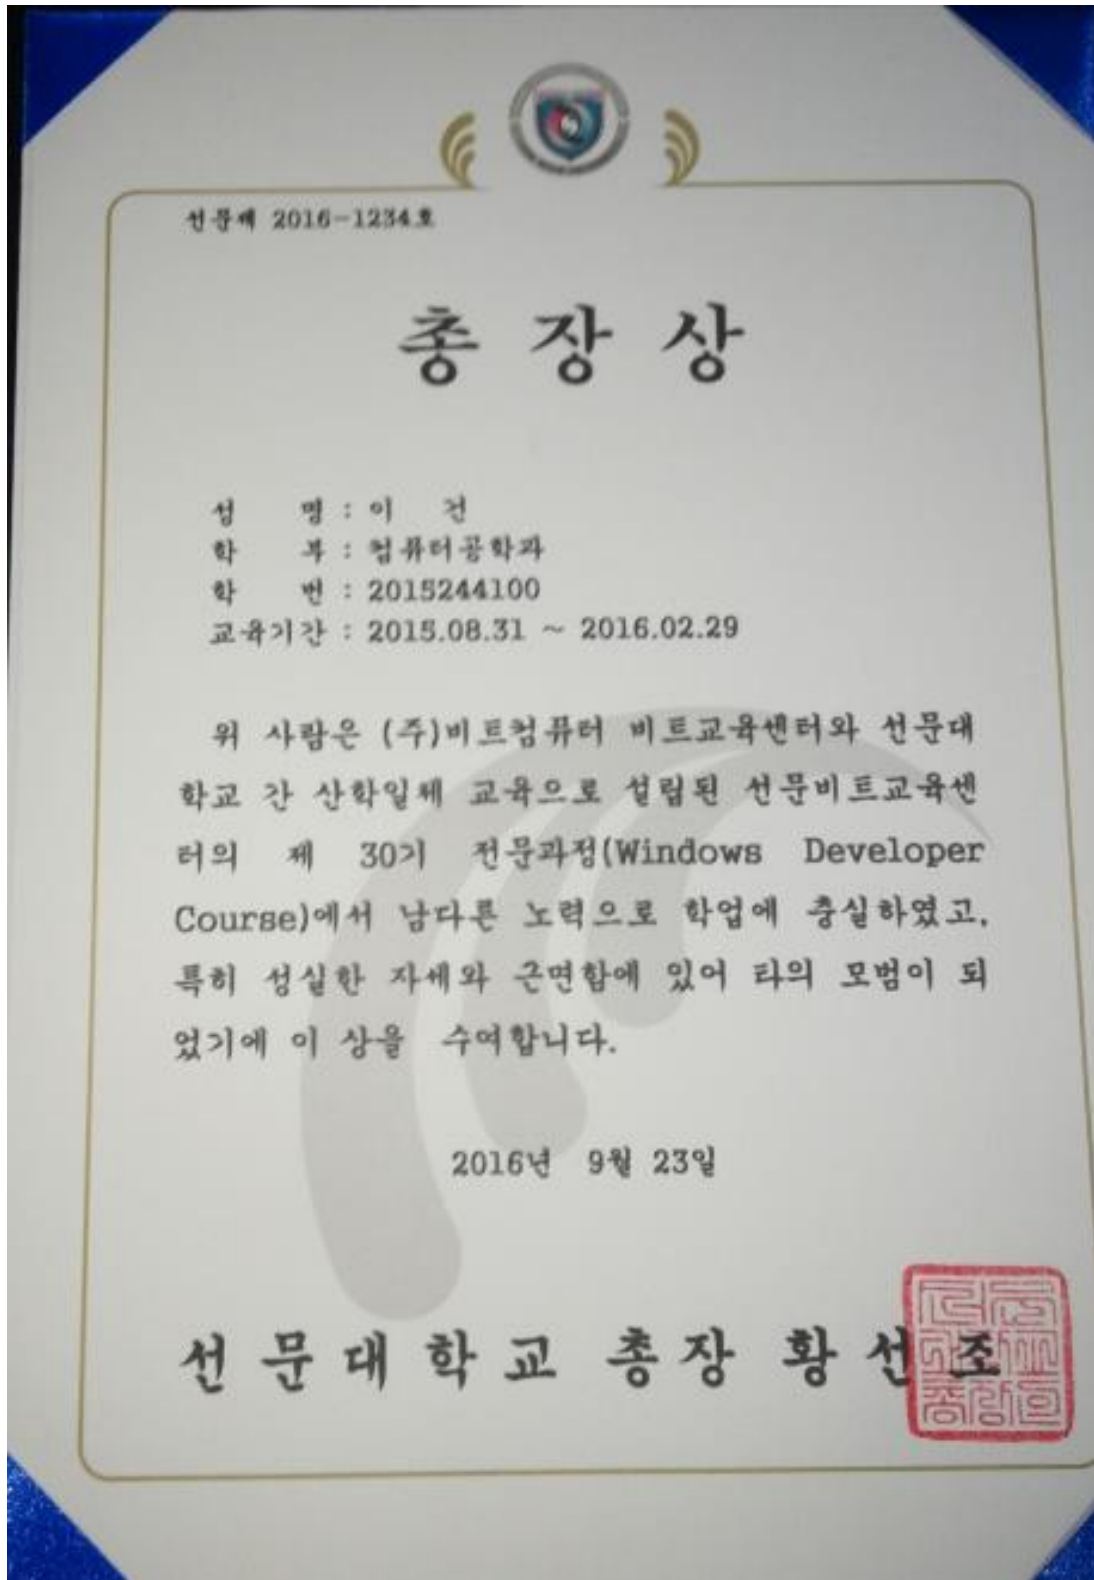 선문제 2016-1234호
총 장 상
성 명 : 이 건
학 부 : 컴퓨터공학과
학 번 : 2015244100
교육기간 : 2015.08.31 ~ 2016.02.29
위 사람은 (주)비트컴퓨터 비트교육센터와 선문대
학교 간 산학일체 교육으로 설립된 선문비트교육센
터의 제 30기 전문과정(Windows Developer
Course)에서 남다른 노력으로 학업에 충실하였고,
특히 성실한 자세와 근면함에 있어 타의 모범이 되
었기에 이 상을 수여합니다.
2016년 9월 23일
선 문 대 학 교 총 장 황 선 조